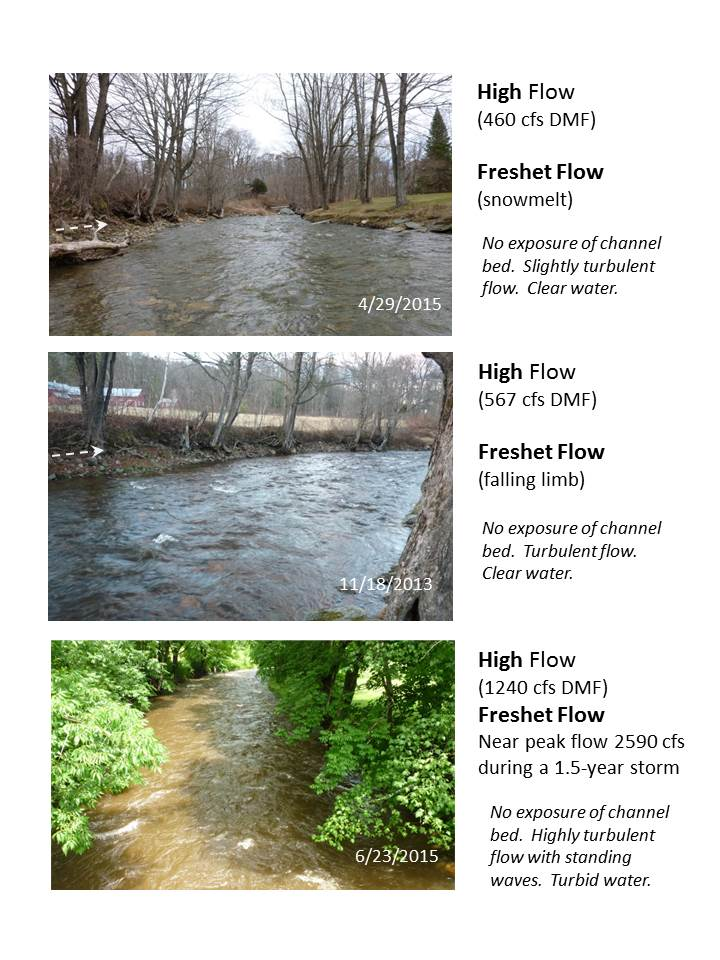 High Flow
(460 cfs DMF)
Freshet Flow
(snowmelt)
No exposure of channel
bed.  Slightly turbulent
flow.  Clear water.
4/29/2015
High Flow
(567 cfs DMF)
Freshet Flow
(falling limb)
No exposure of channel
bed.  Turbulent flow.
Clear water.
11/18/2013
High Flow
(1240 cfs DMF)
Freshet Flow
Near peak flow 2590 cfs
during a 1.5-year storm
No exposure of channel
bed.  Highly turbulent
flow with standing
waves.  Turbid water.
6/23/2015